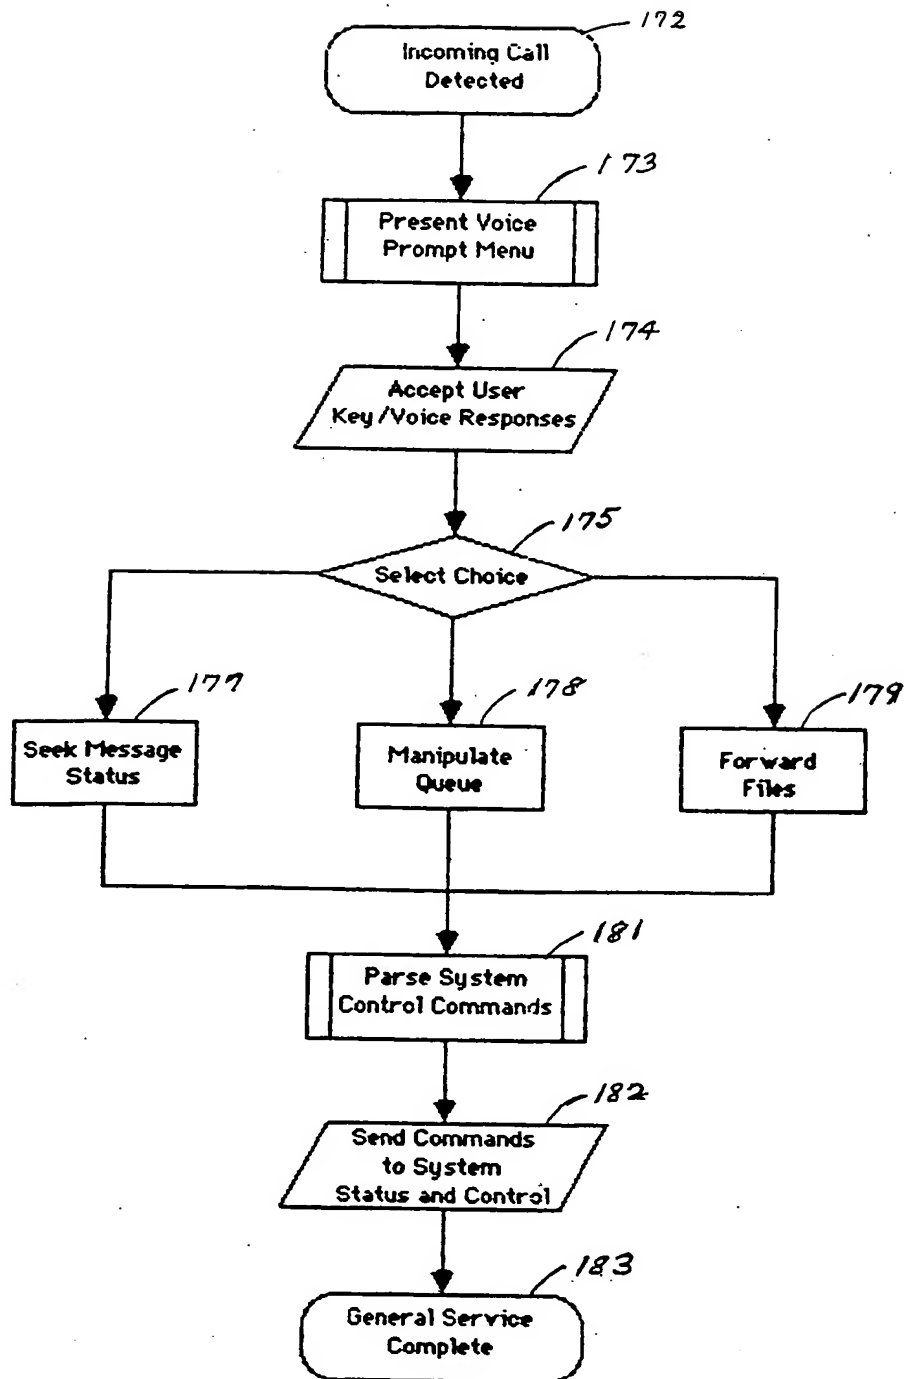 172
Incoming Call
Detected
173
Present Voice
Prompt Menu
174
Accept User
Key/Voice Responses
175
Select Choice
177
Seek Message
Status
178
Manipulate
Queue
179
Forward
Files
181
Parse System
Control Commands
182
Send Commands
to System
Status and Control
183
General Service
Complete